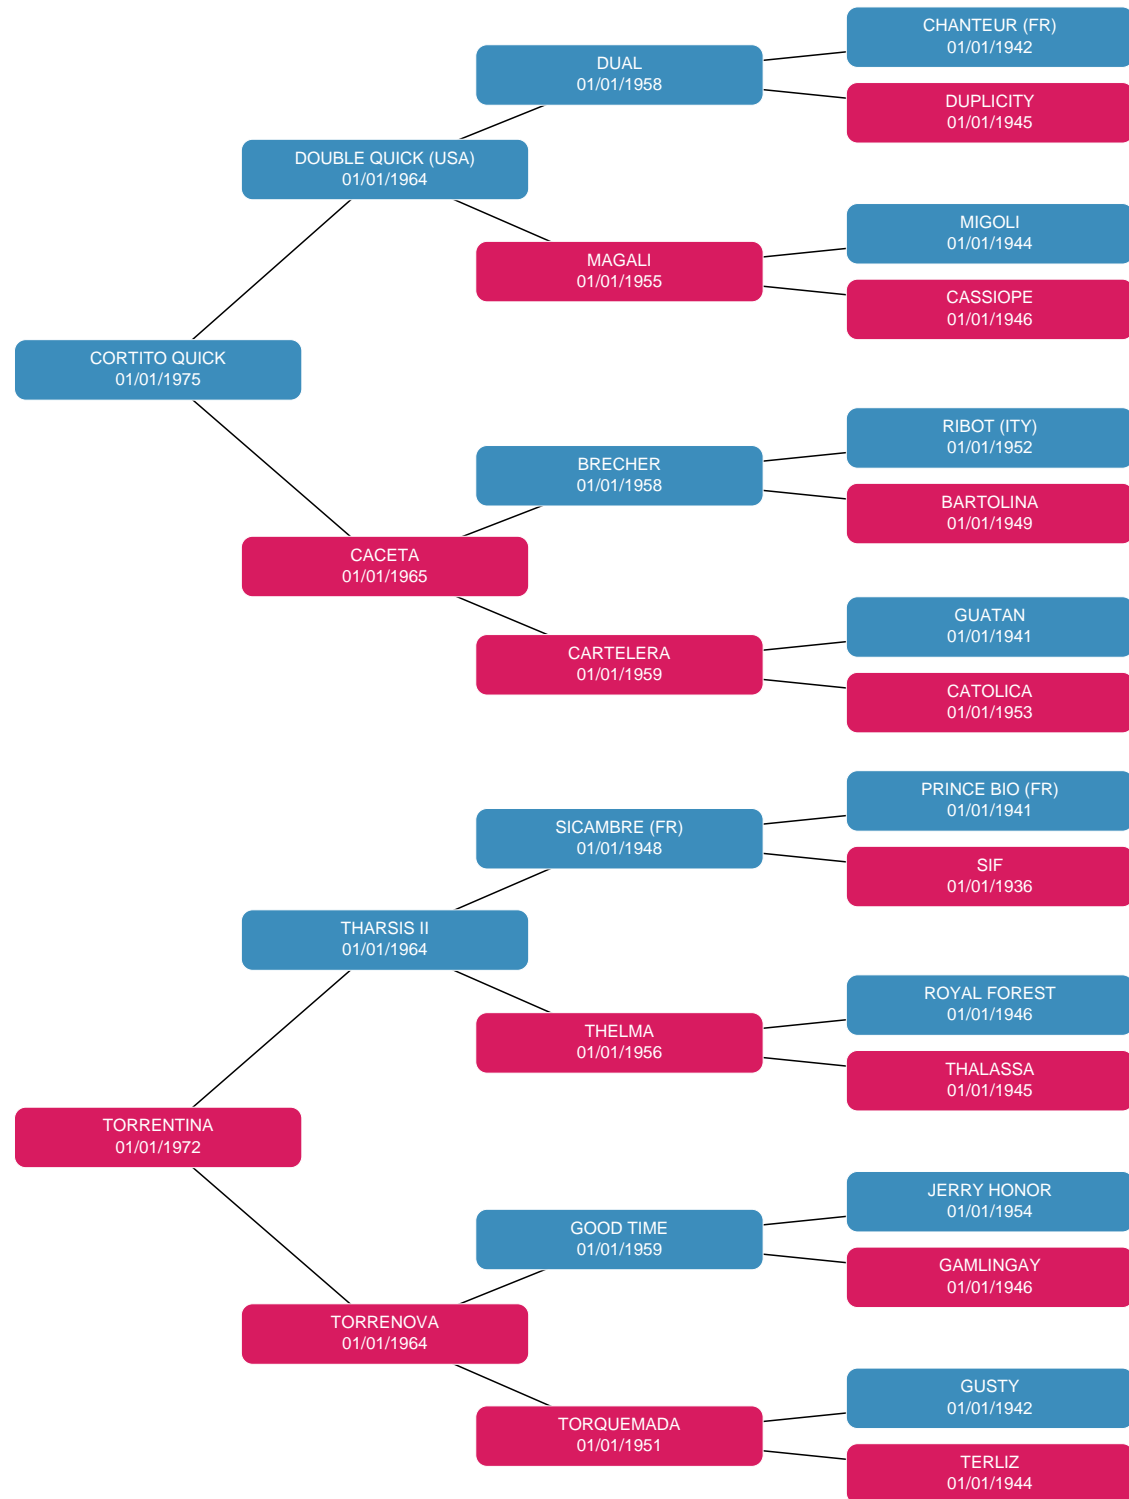 CHANTEUR (FR)
01/01/1942
DUAL
01/01/1958
DUPLICITY
01/01/1945
DOUBLE QUICK (USA)
01/01/1964
MIGOLI
01/01/1944
MAGALI
01/01/1955
CASSIOPE
01/01/1946
CORTITO QUICK
01/01/1975
RIBOT (ITY)
01/01/1952
BRECHER
01/01/1958
BARTOLINA
01/01/1949
CACETA
01/01/1965
GUATAN
01/01/1941
CARTELERA
01/01/1959
CATOLICA
01/01/1953
PRINCE BIO (FR)
01/01/1941
SICAMBRE (FR)
01/01/1948
SIF
01/01/1936
THARSIS II
01/01/1964
ROYAL FOREST
01/01/1946
THELMA
01/01/1956
THALASSA
01/01/1945
TORRENTINA
01/01/1972
JERRY HONOR
01/01/1954
GOOD TIME
01/01/1959
GAMLINGAY
01/01/1946
TORRENOVA
01/01/1964
GUSTY
01/01/1942
TORQUEMADA
01/01/1951
TERLIZ
01/01/1944